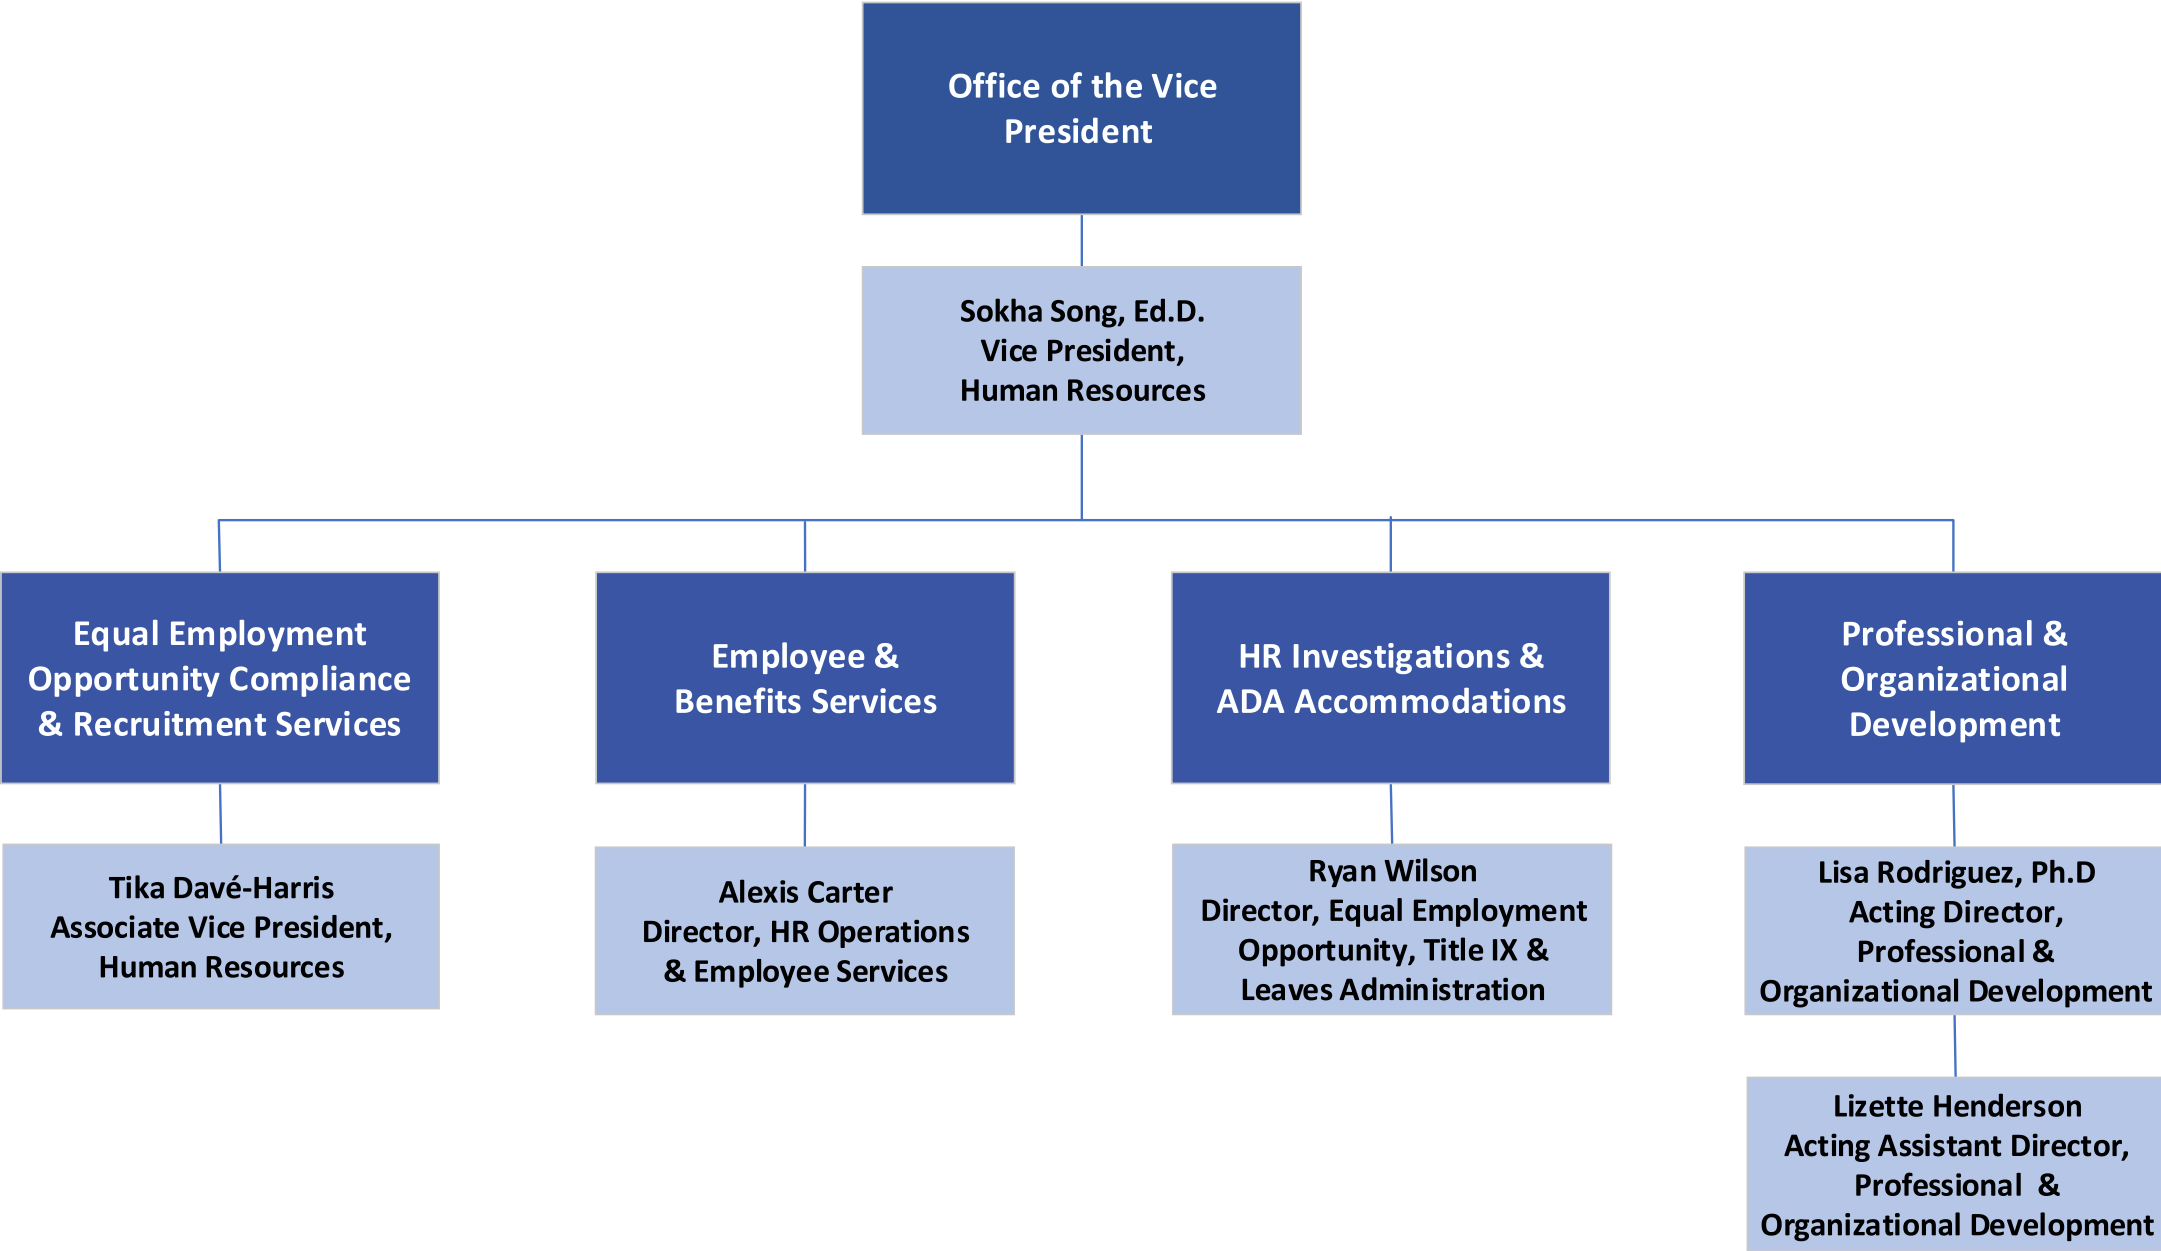 Office of the Vice
President
Sokha Song, Ed.D.
Vice President,
Human Resources
Equal Employment
Opportunity Compliance
& Recruitment Services
Employee &
Benefits Services
HR Investigations &
ADA Accommodations
Professional &
Organizational
Development
Tika Davé-Harris
Associate Vice President,
Human Resources
Alexis Carter
Director, HR Operations
& Employee Services
Ryan Wilson
Director, Equal Employment
Opportunity, Title IX &
Leaves Administration
Lisa Rodriguez, Ph.D
Acting Director,
Professional &
Organizational Development
Lizette Henderson
Acting Assistant Director,
Professional  &
Organizational Development